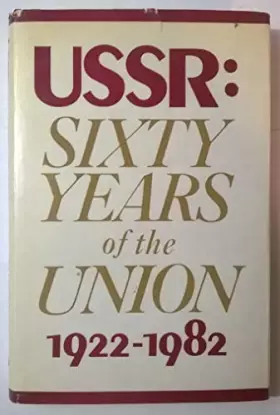 USSR:
SIXTY
YEARS
of the
UNION
1922-1982